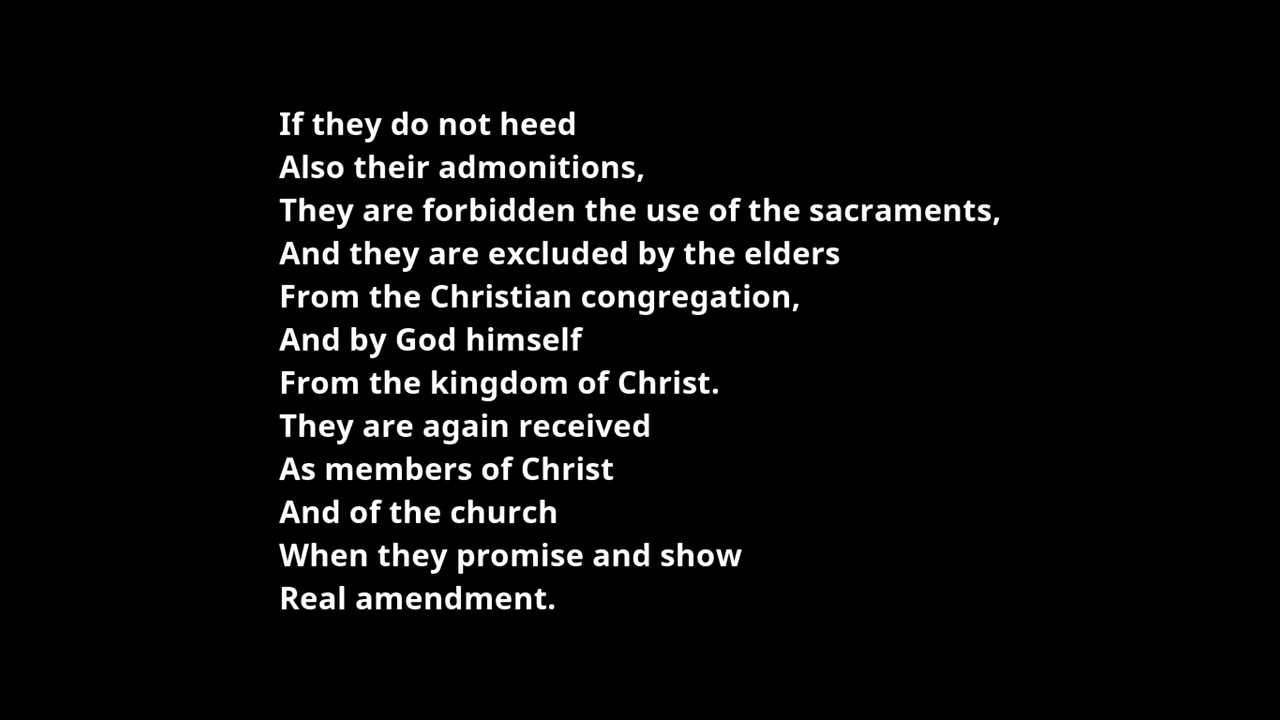 If they do not heed
Also their admonitions,
They are forbidden the use of the sacraments,
And they are excluded by the elders
From the Christian congregation,
And by God himself
From the kingdom of Christ.
They are again received
As members of Christ
And of the church
When they promise and show
Real amendment.